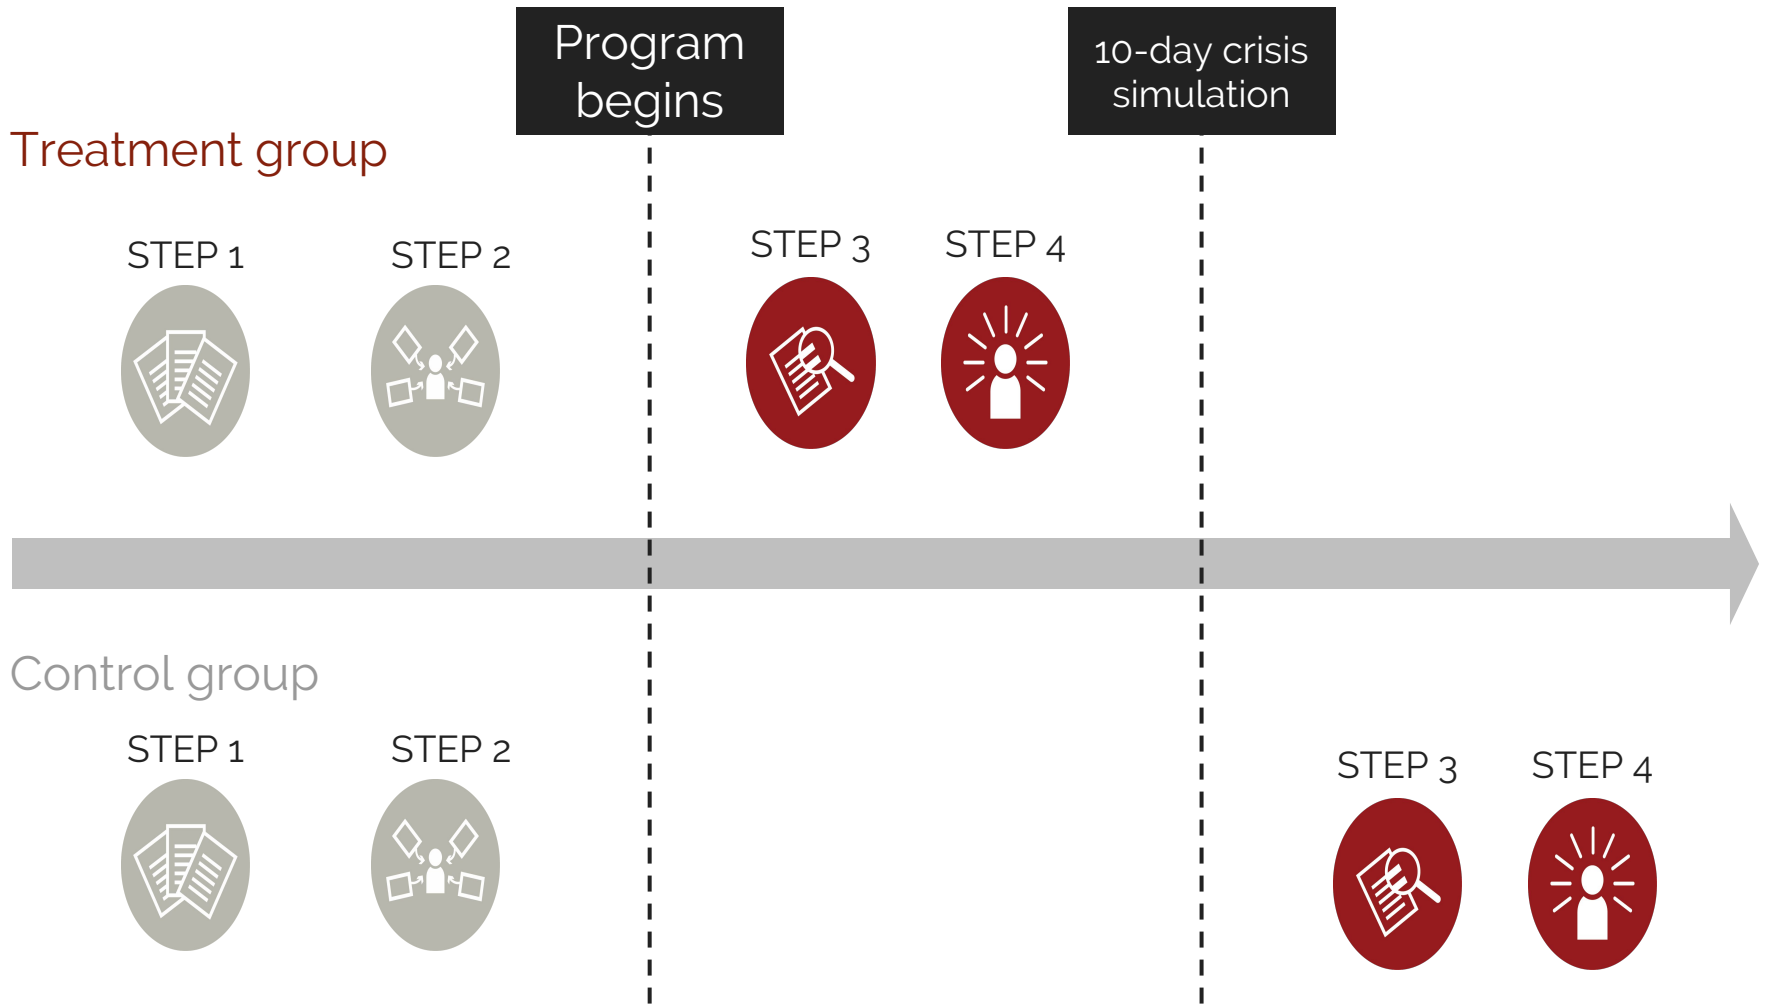 Program
begins
10-day crisis
simulation
Treatment group
STEP 1
STEP 2
STEP 3
STEP 4
Control group
STEP 1
STEP 2
STEP 3
STEP 4